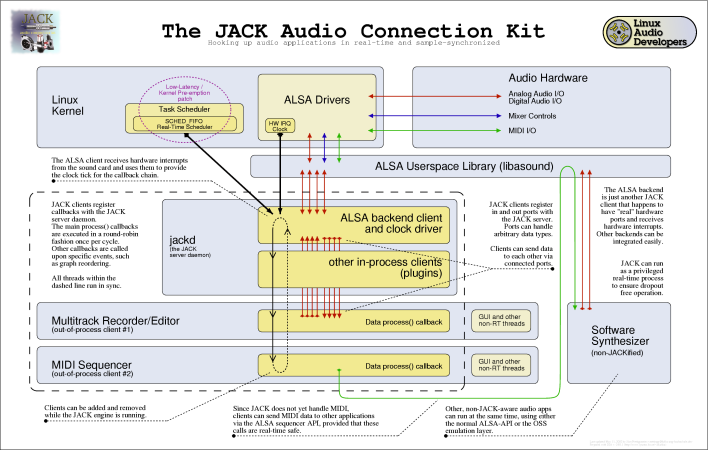 JACK
The JACK Audio Connection Kit
Hooking up audio applications in real-time and sample-synchronized
Linux
Audio
Developers
Linux
Kernel
Low-Latency /
Kernel Pre-emption
patch
Task Scheduler
SCHED_FIFO
Real-Time Scheduler
ALSA Drivers
HW IRQ
Clock
Audio Hardware
Analog Audio I/O
Digital Audio I/O
Mixer Controls
MIDI I/O
The ALSA client receives hardware interrupts
from the sound card and uses them to provide
the clock tick for the callback chain.
ALSA Userspace Library (libasound)
JACK clients register
callbacks with the JACK
server daemon.
The main process() callbacks
are executed in a round-robin
fashion once per cycle.
Other callbacks are called
upon specific events, such
as graph reordering.
All threads within the
dashed line run in sync.
jackd
(the JACK
server daemon)
ALSA backend client
and clock driver
other in-process clients
(plugins)
JACK clients register
in and out ports with
the JACK server.
Ports can handle
arbitrary data types.
Clients can send data
to each other via
connected ports.
The ALSA backend
is just another JACK
client that happens to
have "real" hardware
ports and receives
hardware interrupts.
Other backends can be
integrated easily.
JACK can run
as a privileged
real-time process
to ensure dropout
free operation.
Multitrack Recorder/Editor
(out-of-process client #1)
Data process() callback
GUI and other
non-RT threads
MIDI Sequencer
(out-of-process client #2)
Data process() callback
GUI and other
non-RT threads
Software
Synthesizer
(non-JACKified)
Clients can be added and removed
while the JACK engine is running.
Since JACK does not yet handle MIDI,
clients can send MIDI data to other applications
via the ALSA sequencer API, provided that these
calls are real-time safe.
Other, non-JACK-aware audio apps
can run at the same time, using either
the normal ALSA-API or the OSS
emulation layer.